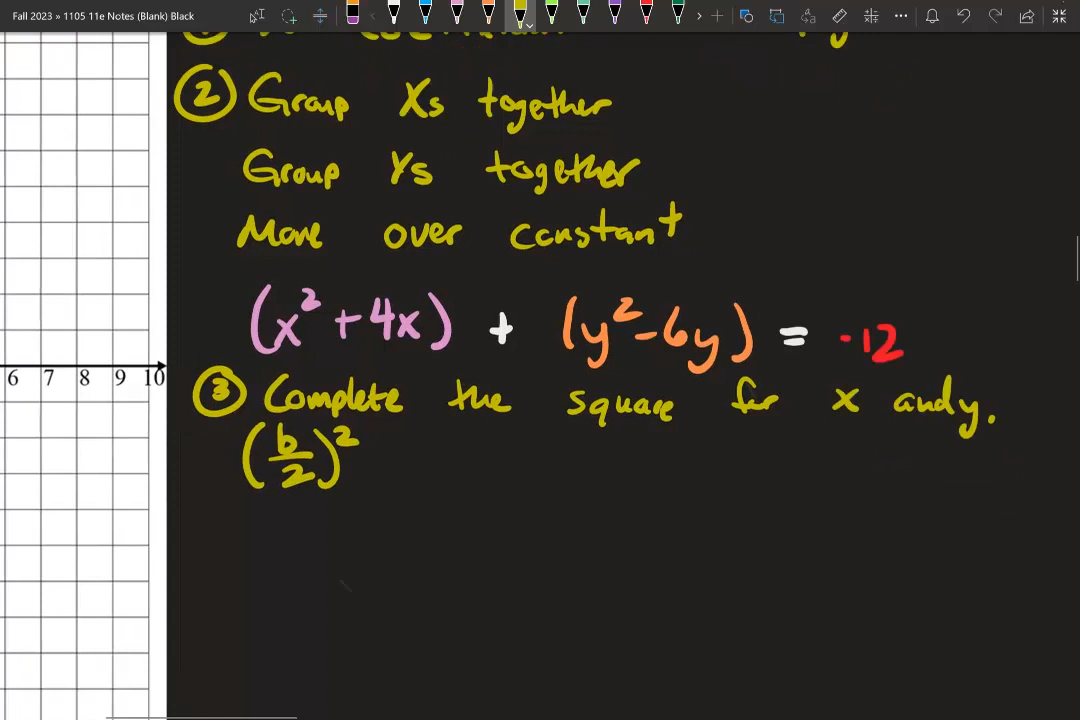 Fall 2023 » 1105 11e Notes (Blank) Black
② Group Xs together
Group Ys together
Move over constant
(x² + 4x) + (y² - 6y) = -12
6 7 8 9 10
③ Complete the square for x and y.
(b/2)²